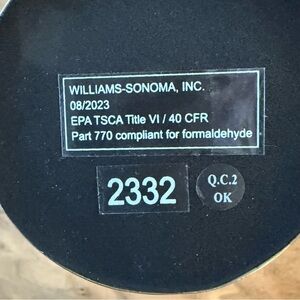 WILLIAMS-SONOMA, INC.
08/2023
EPA TSCA Title VI / 40 CFR
Part 770 compliant for formaldehyde
2332
Q.C.2
OK